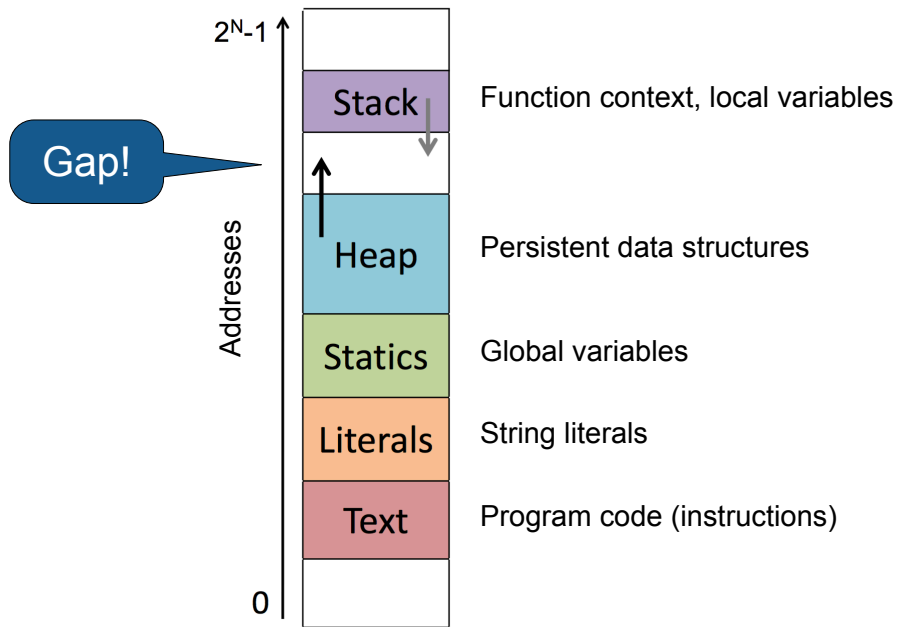 2ᴺ-1
Stack
Function context, local variables
Gap!
Addresses
Heap
Persistent data structures
Statics
Global variables
Literals
String literals
Text
Program code (instructions)
0